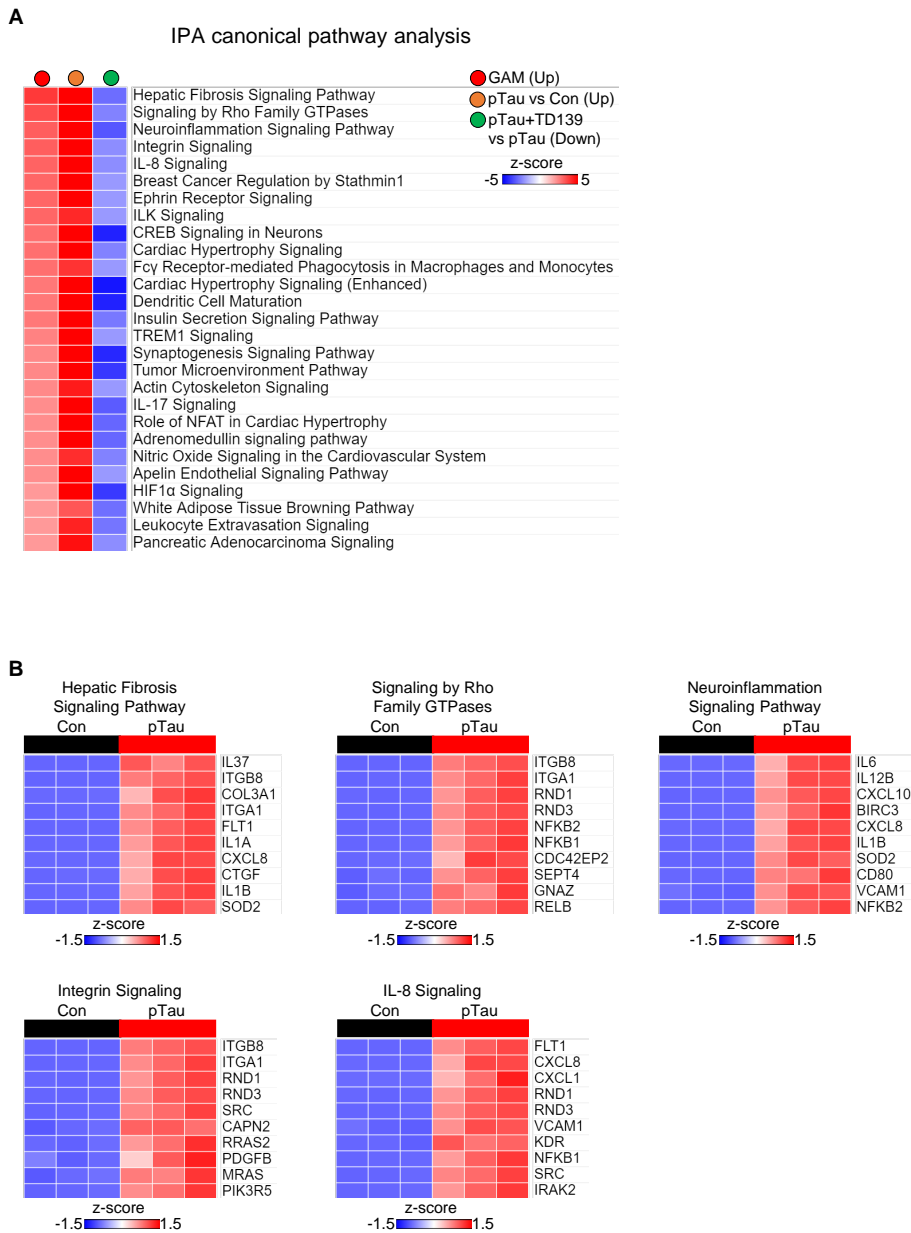 A
IPA canonical pathway analysis
GAM (Up)
pTau vs Con (Up)
pTau+TD139
vs pTau (Down)
z-score
-5 5
Hepatic Fibrosis Signaling Pathway
Signaling by Rho Family GTPases
Neuroinflammation Signaling Pathway
Integrin Signaling
IL-8 Signaling
Breast Cancer Regulation by Stathmin1
Ephrin Receptor Signaling
ILK Signaling
CREB Signaling in Neurons
Cardiac Hypertrophy Signaling
Fcγ Receptor-mediated Phagocytosis in Macrophages and Monocytes
Cardiac Hypertrophy Signaling (Enhanced)
Dendritic Cell Maturation
Insulin Secretion Signaling Pathway
TREM1 Signaling
Synaptogenesis Signaling Pathway
Tumor Microenvironment Pathway
Actin Cytoskeleton Signaling
IL-17 Signaling
Role of NFAT in Cardiac Hypertrophy
Adrenomedullin signaling pathway
Nitric Oxide Signaling in the Cardiovascular System
Apelin Endothelial Signaling Pathway
HIF1α Signaling
White Adipose Tissue Browning Pathway
Leukocyte Extravasation Signaling
Pancreatic Adenocarcinoma Signaling
B
Hepatic Fibrosis
Signaling Pathway
Con pTau
IL37
ITGB8
COL3A1
ITGA1
FLT1
IL1A
CXCL8
CTGF
IL1B
SOD2
z-score
-1.5 1.5
Signaling by Rho
Family GTPases
Con pTau
ITGB8
ITGA1
RND1
RND3
NFKB2
NFKB1
CDC42EP2
SEPT4
GNAZ
RELB
z-score
-1.5 1.5
Neuroinflammation
Signaling Pathway
Con pTau
IL6
IL12B
CXCL10
BIRC3
CXCL8
IL1B
SOD2
CD80
VCAM1
NFKB2
z-score
-1.5 1.5
Integrin Signaling
Con pTau
ITGB8
ITGA1
RND1
RND3
SRC
CAPN2
RRAS2
PDGFB
MRAS
PIK3R5
z-score
-1.5 1.5
IL-8 Signaling
Con pTau
FLT1
CXCL8
CXCL1
RND1
RND3
VCAM1
KDR
NFKB1
SRC
IRAK2
z-score
-1.5 1.5